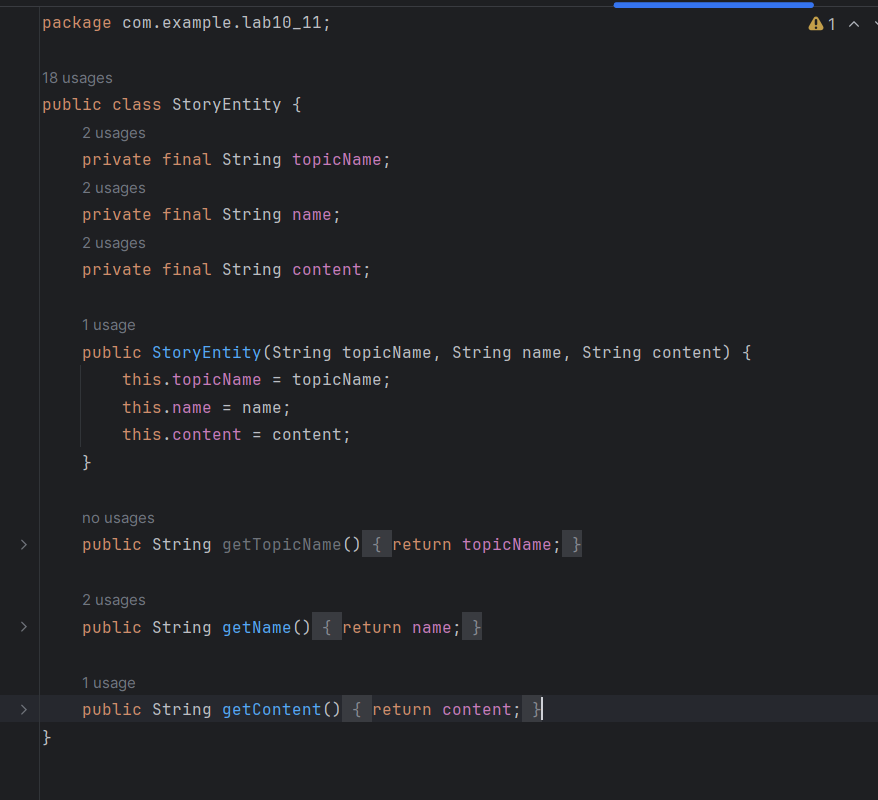 package com.example.lab10_11;
1
18 usages
public class StoryEntity {
2 usages
private final String topicName;
2 usages
private final String name;
2 usages
private final String content;
1 usage
public StoryEntity(String topicName, String name, String content) {
this.topicName = topicName;
this.name = name;
this.content = content;
}
no usages
public String getTopicName() { return topicName; }
2 usages
public String getName() { return name; }
1 usage
public String getContent() { return content; }
}